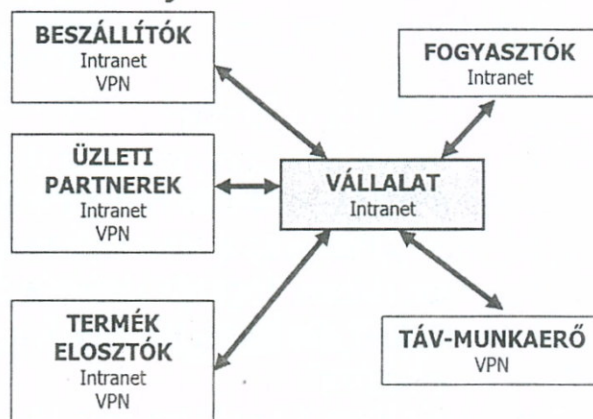 BESZÁLLÍTÓK
Intranet
VPN
FOGYASZTÓK
Intranet
ÜZLETI
PARTNEREK
Intranet
VPN
VÁLLALAT
Intranet
TERMÉK
ELOSZTÓK
Intranet
VPN
TÁV-MUNKAERŐ
VPN